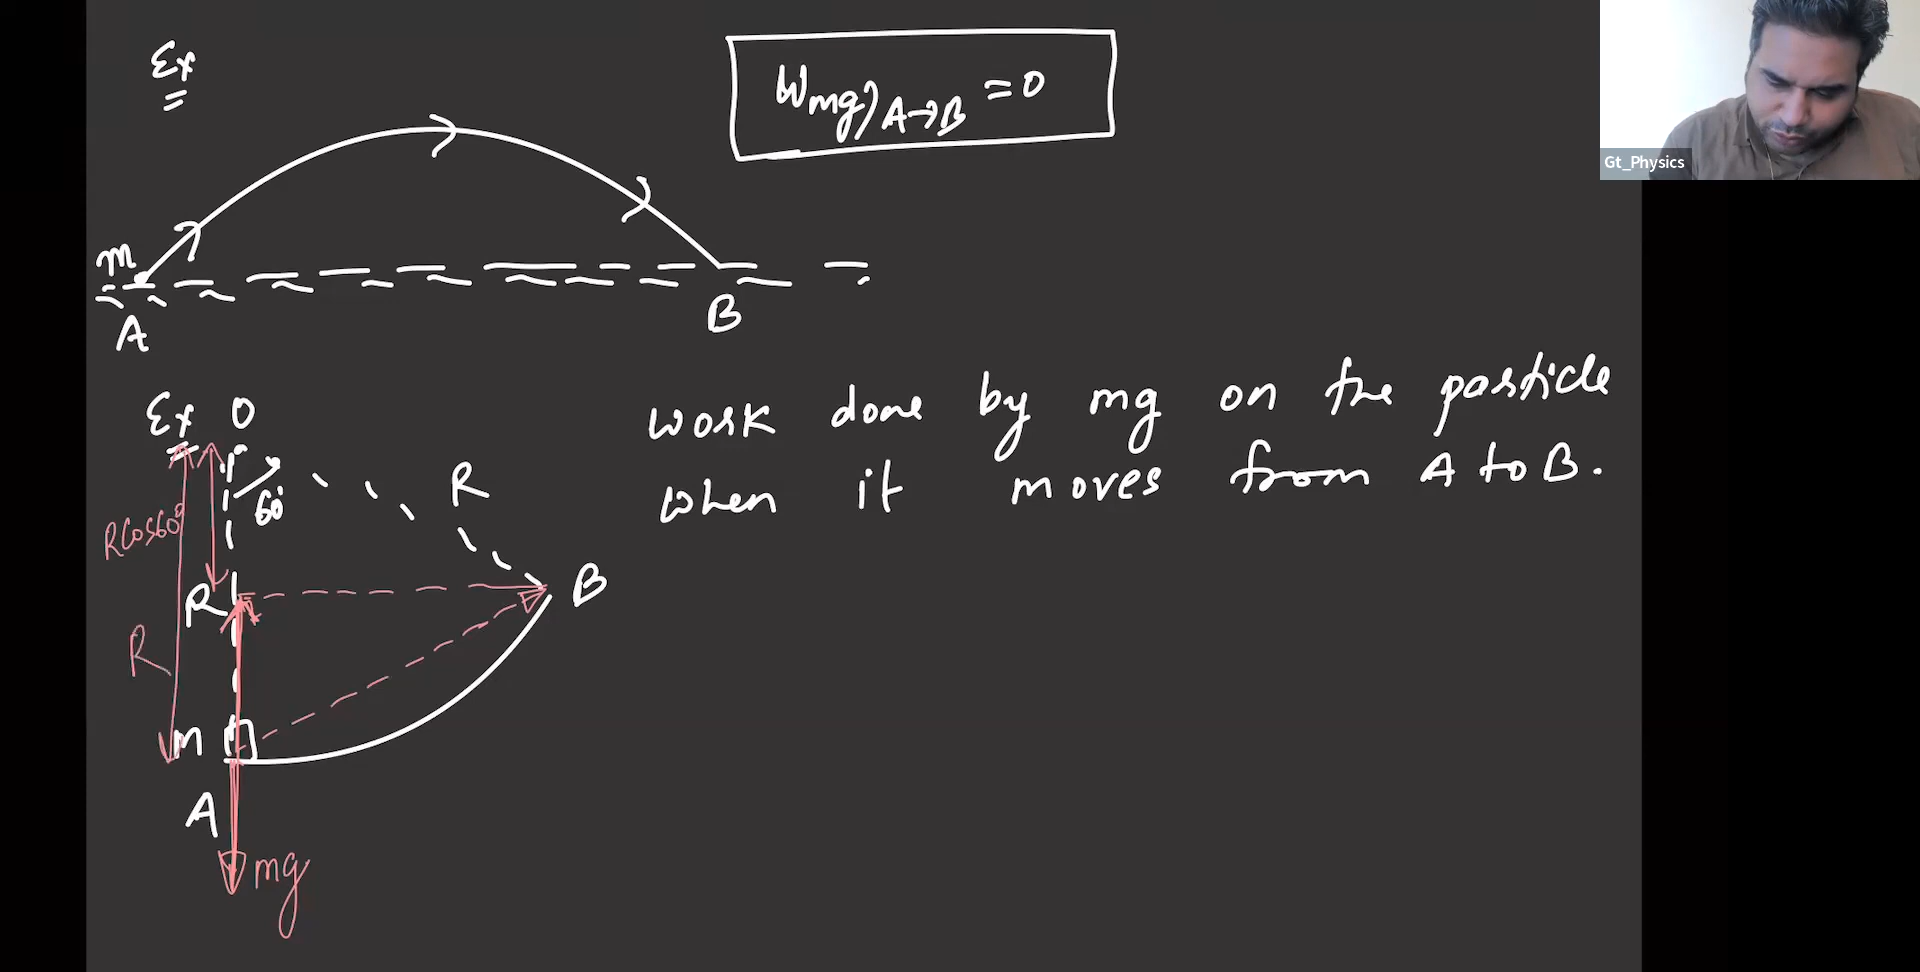 Ex
Wmg)A→B = 0
Gt_Physics
m
A
B
Ex
O
work done by mg on the particle
when it moves from A to B.
60°
R
Rcos60°
R
B
R
m
A
mg